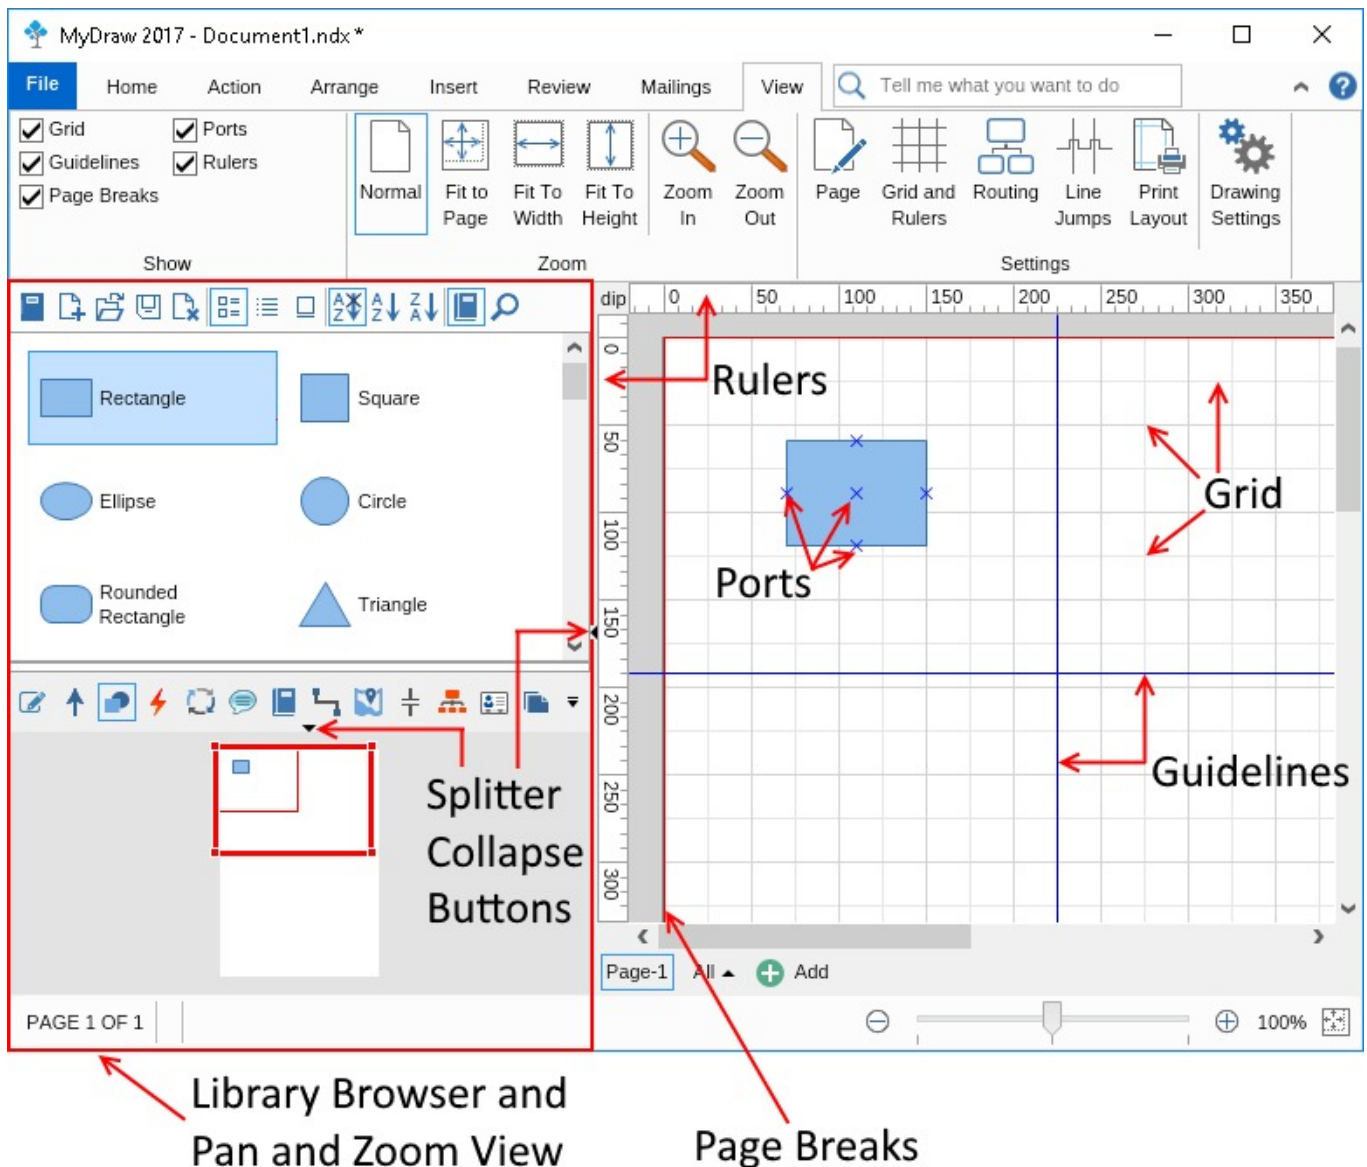 MyDraw 2017 - Document1.ndx *
File Home Action Arrange Insert Review Mailings View Tell me what you want to do ?
Grid Ports
Guidelines Rulers
Page Breaks
Show
Normal
Fit to
Page
Fit To
Width
Fit To
Height
Zoom
In
Zoom
Out
Zoom
Page
Grid and
Rulers
Routing
Line
Jumps
Print
Layout
Drawing
Settings
Settings
A Z A Z Z A
Rectangle Square
Ellipse Circle
Rounded
Rectangle
Triangle
dip 0 50 100 150 200 250 300 350
0
50
100
150
200
250
300
Rulers
Grid
Ports
Guidelines
Splitter
Collapse
Buttons
Page-1 All Add
PAGE 1 OF 1
100%
Library Browser and
Pan and Zoom View
Page Breaks